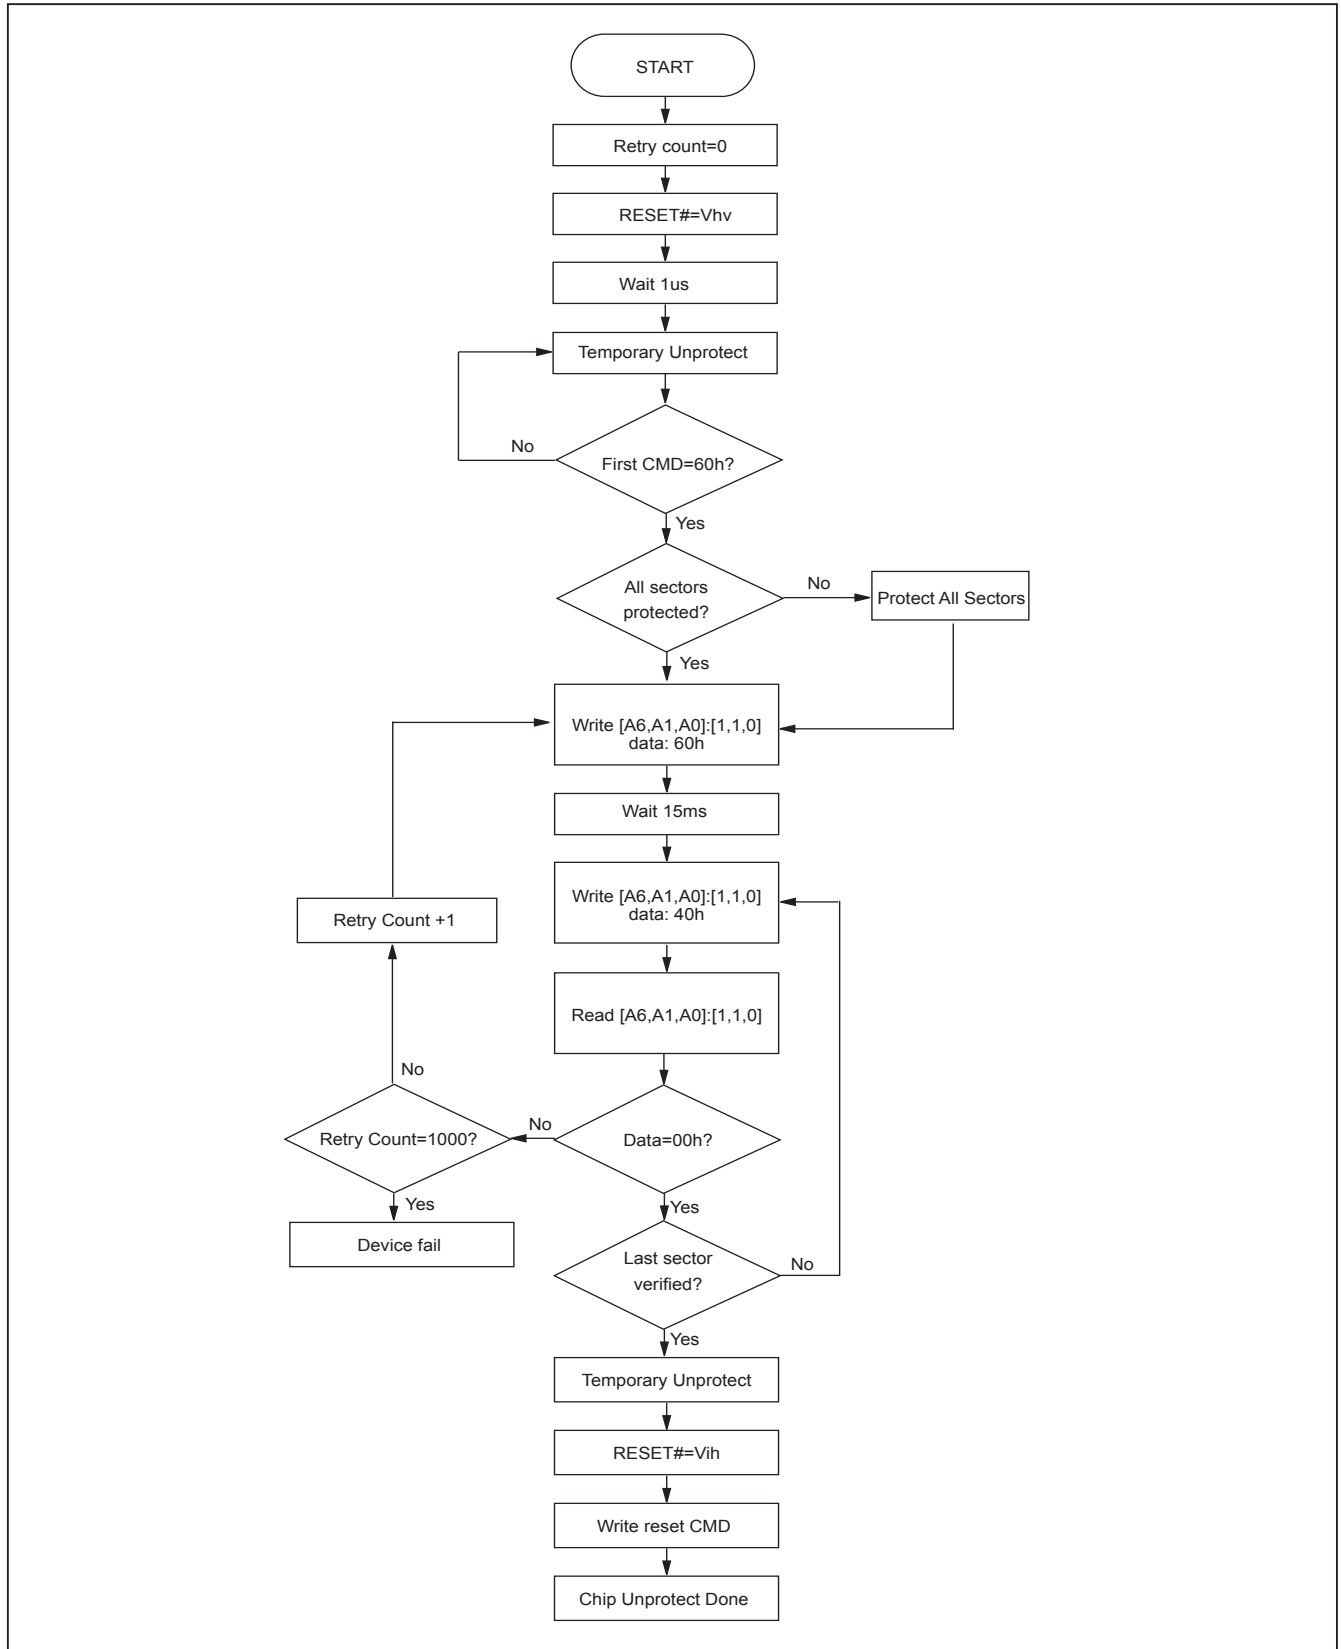 START
Retry count=0
RESET#=Vhv
Wait 1us
Temporary Unprotect
No
First CMD=60h?
Yes
All sectors
protected?
No
Protect All Sectors
Yes
Write [A6,A1,A0]:[1,1,0]
data: 60h
Wait 15ms
Write [A6,A1,A0]:[1,1,0]
data: 40h
Retry Count +1
Read [A6,A1,A0]:[1,1,0]
No
Retry Count=1000?
No
Data=00h?
Yes
Device fail
Yes
Last sector
verified?
No
Yes
Temporary Unprotect
RESET#=Vih
Write reset CMD
Chip Unprotect Done